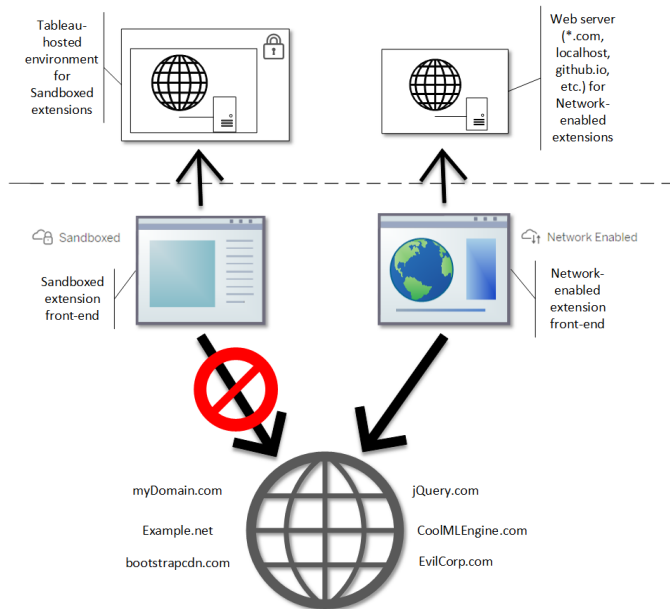 Tableau-
hosted
environment
for
Sandboxed
extensions
Web server
(*.com,
localhost,
github.io,
etc.) for
Network-
enabled
extensions
Sandboxed
Network Enabled
Sandboxed
extension
front-end
Network-
enabled
extension
front-end
myDomain.com
jQuery.com
Example.net
CoolMLEngine.com
bootstrapcdn.com
EvilCorp.com